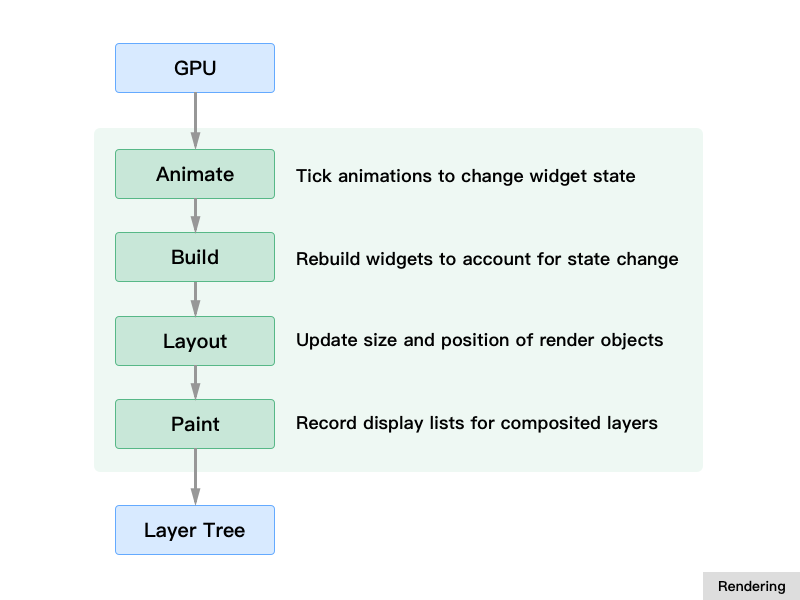 GPU
Animate
Tick animations to change widget state
Build
Rebuild widgets to account for state change
Layout
Update size and position of render objects
Paint
Record display lists for composited layers
Layer Tree
Rendering